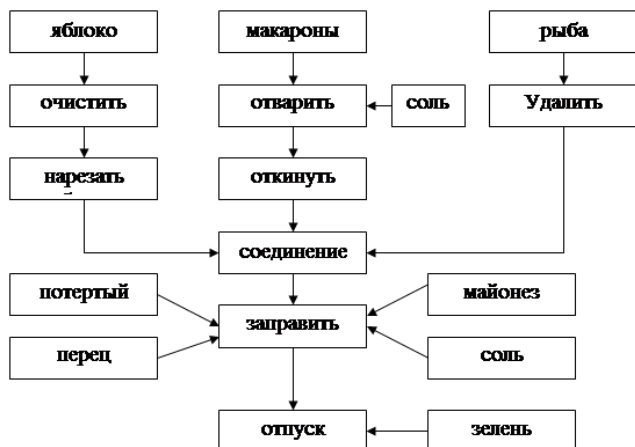 яблоко
макароны
рыба
очистить
отварить
соль
Удалить
нарезать
откинуть
соединение
потертый
майонез
заправить
перец
соль
отпуск
зелень